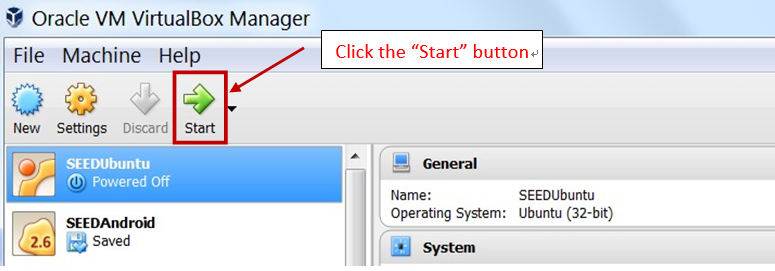 Oracle VM VirtualBox Manager
File Machine Help
Click the “Start” button
New Settings Discard Start
SEEDUbuntu
Powered Off
SEEDAndroid
2.6 Saved
General
Name: SEEDUbuntu
Operating System: Ubuntu (32-bit)
System